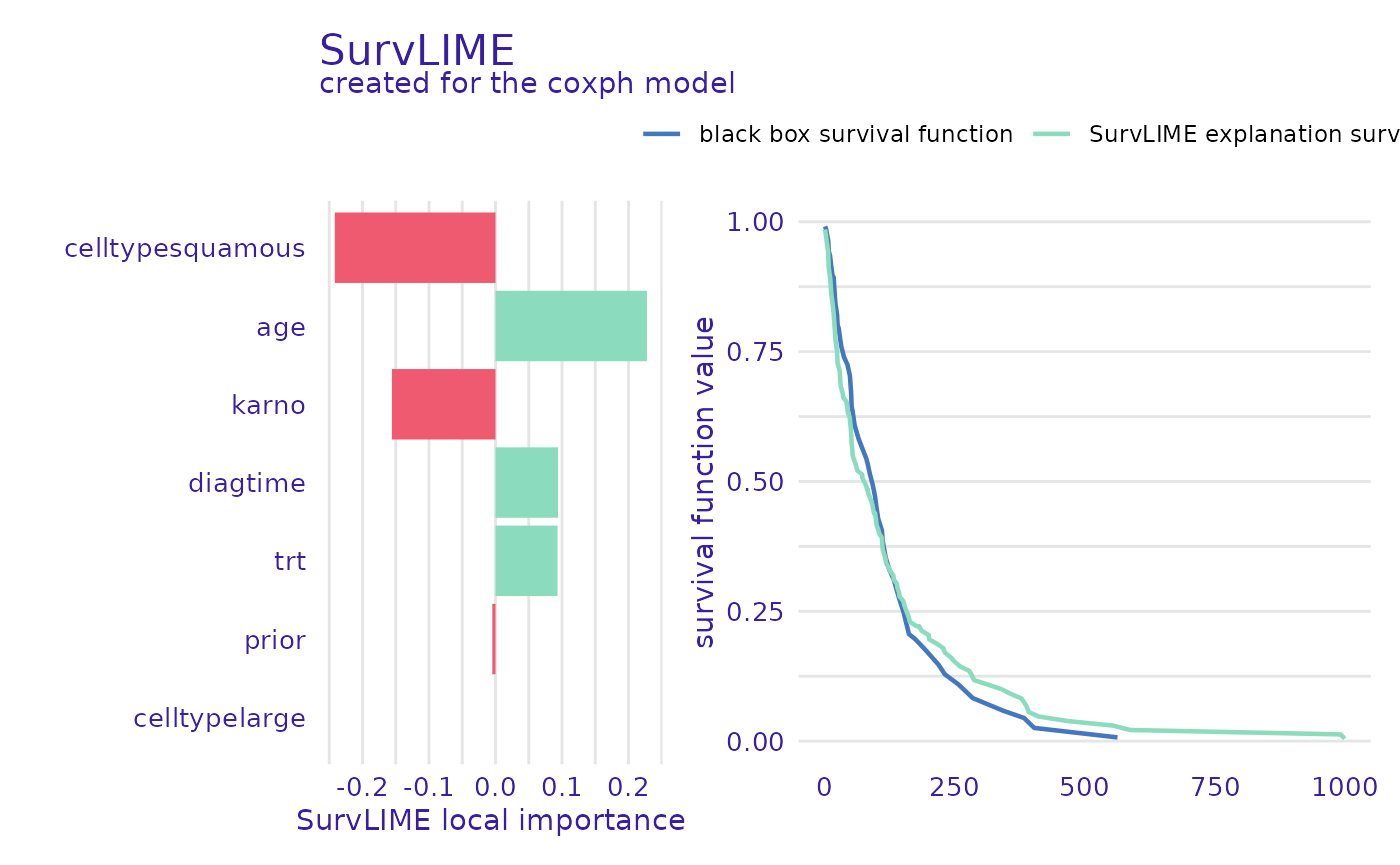 SurvLIME
created for the coxph model
black box survival function
SurvLIME explanation surv
celltypesquamous
age
karno
diagtime
trt
prior
celltypelarge
-0.2 -0.1 0.0 0.1 0.2
SurvLIME local importance
survival function value
1.00
0.75
0.50
0.25
0.00
0 250 500 750 1000